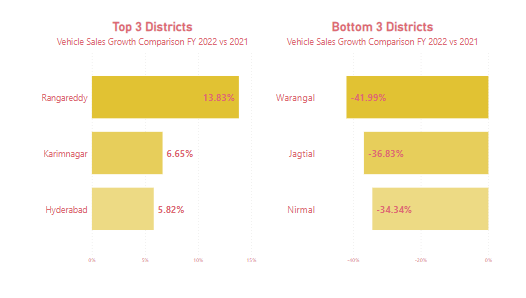 Top 3 Districts
Vehicle Sales Growth Comparison FY 2022 vs 2021
Rangareddy 13.83%
Karimnagar 6.65%
Hyderabad 5.82%
0% 5% 10% 15%
Bottom 3 Districts
Vehicle Sales Growth Comparison FY 2022 vs 2021
Warangal -41.99%
Jagtial -36.83%
Nirmal -34.34%
-40% -20% 0%